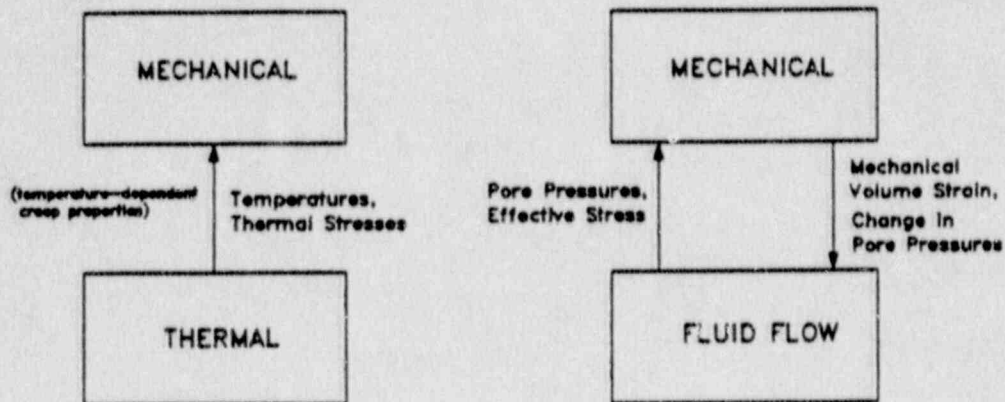 MECHANICAL
(temperature-dependent
creep properties)
Temperatures,
Thermal Stresses
THERMAL
MECHANICAL
Pore Pressures,
Effective Stress
Mechanical
Volume Strain,
Change in
Pore Pressures
FLUID FLOW